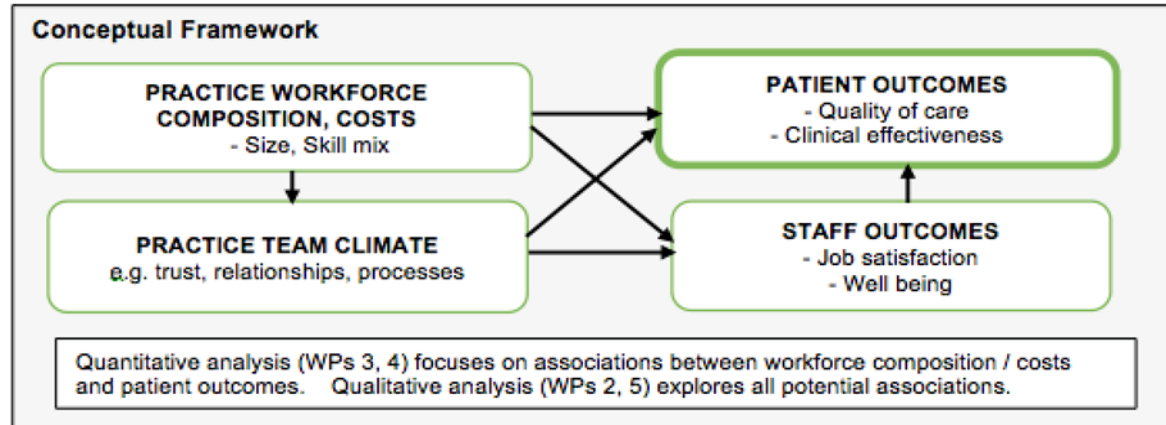 Conceptual Framework
PRACTICE WORKFORCE
COMPOSITION, COSTS
- Size, Skill mix
PATIENT OUTCOMES
- Quality of care
- Clinical effectiveness
PRACTICE TEAM CLIMATE
e.g. trust, relationships, processes
STAFF OUTCOMES
- Job satisfaction
- Well being
Quantitative analysis (WPs 3, 4) focuses on associations between workforce composition / costs
and patient outcomes. Qualitative analysis (WPs 2, 5) explores all potential associations.